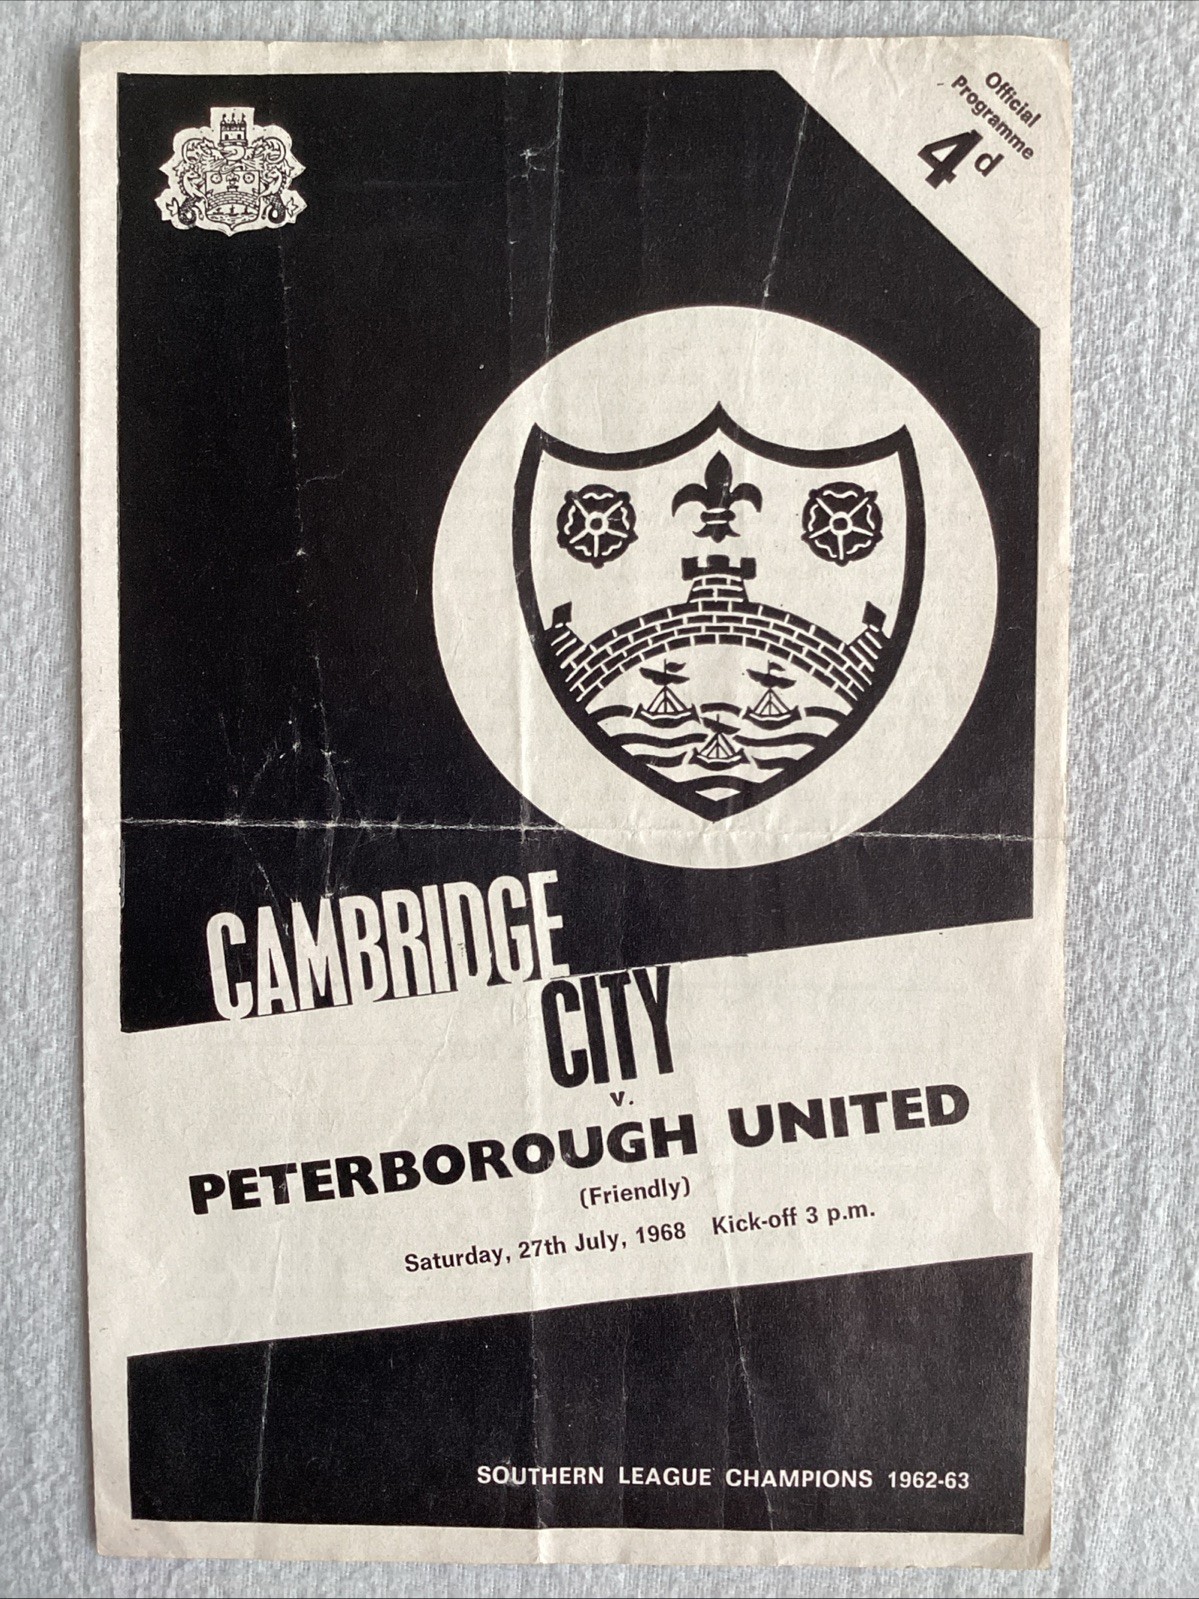 Official
Programme
4d
CAMBRIDGE
CITY
v.
PETERBOROUGH UNITED
(Friendly)
Saturday, 27th July, 1968 Kick-off 3 p.m.
SOUTHERN LEAGUE CHAMPIONS 1962-63